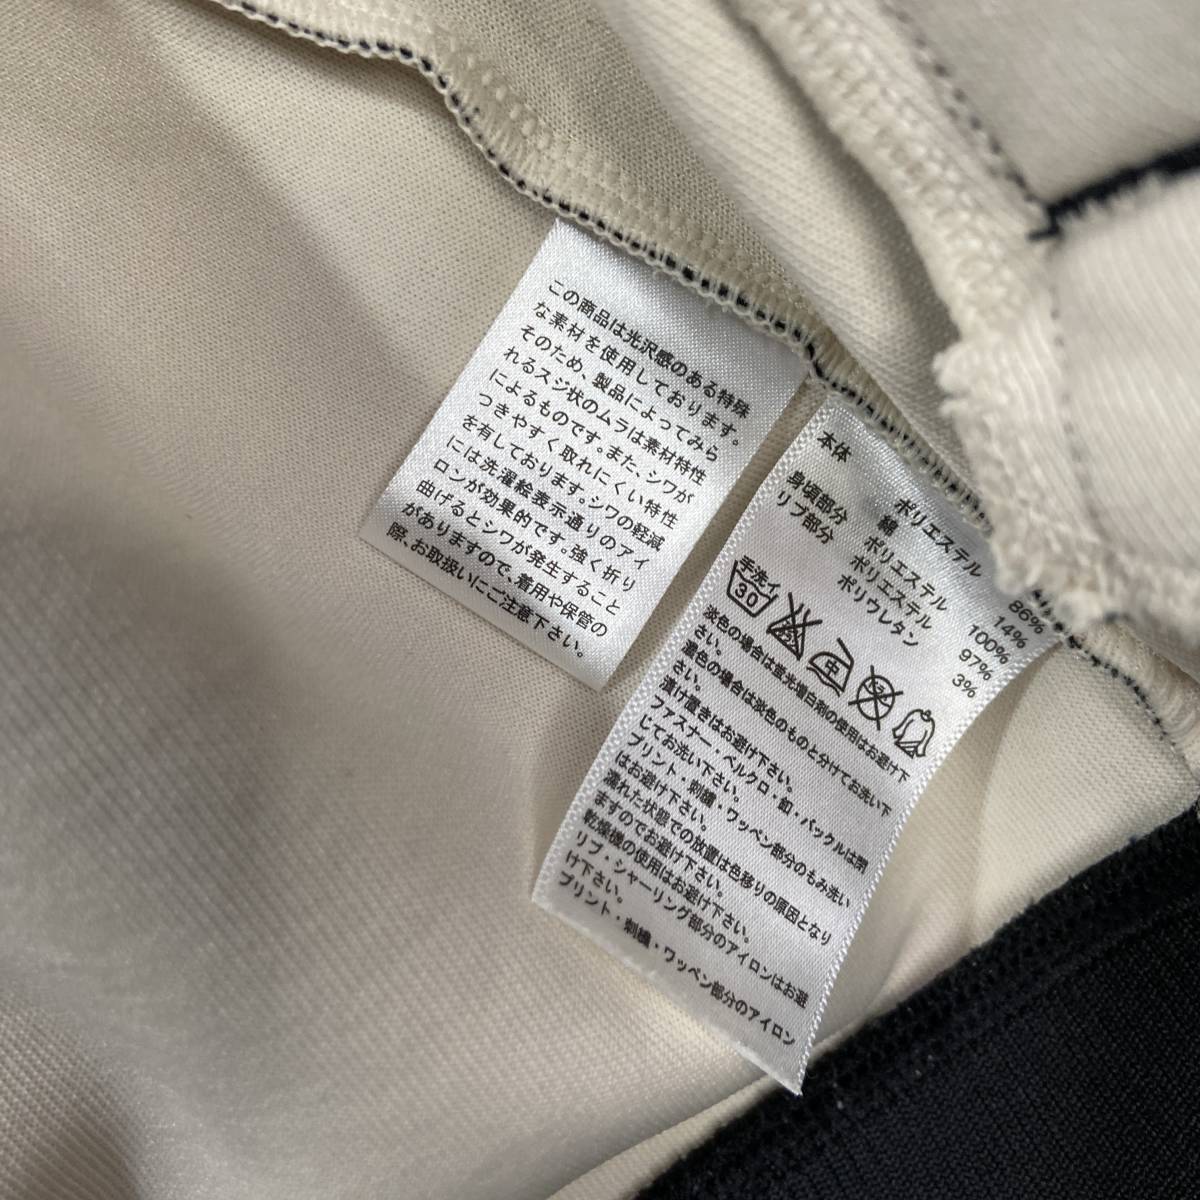 この商品は光沢感のある特殊
な素材を使用しております。
そのため、製品によってみら
れるスジ状のムラは素材特性
によるものです。また、シワが
つきやすく取れにくい特性
を有しております。シワの軽減
には洗濯絵表示通りのアイ
ロンが効果的です。強く折り
曲げるとシワが発生すること
がありますので、着用や保管の
際、お取扱いにご注意下さい。
本体
ポリエステル 86%
綿 14%
身頃部分 ポリエステル 100%
リブ部分 ポリエステル 97%
ポリウレタン 3%
手洗イ
30
中
淡色の場合は蛍光増白剤の使用はお避け下
さい。
濃色の場合は淡色のものと分けてお洗い下
さい。
漬け置きはお避け下さい。
ファスナー・ベルクロ・釦・バックルは閉
じてお洗い下さい。
プリント・刺繍・ワッペン部分のもみ洗い
はお避け下さい。
濡れた状態での放置は色移りの原因となり
ますのでお避け下さい。
乾燥機の使用はお避け下さい。
リブ・シャーリング部分のアイロンはお避
け下さい。
プリント・刺繍・ワッペン部分のアイロン